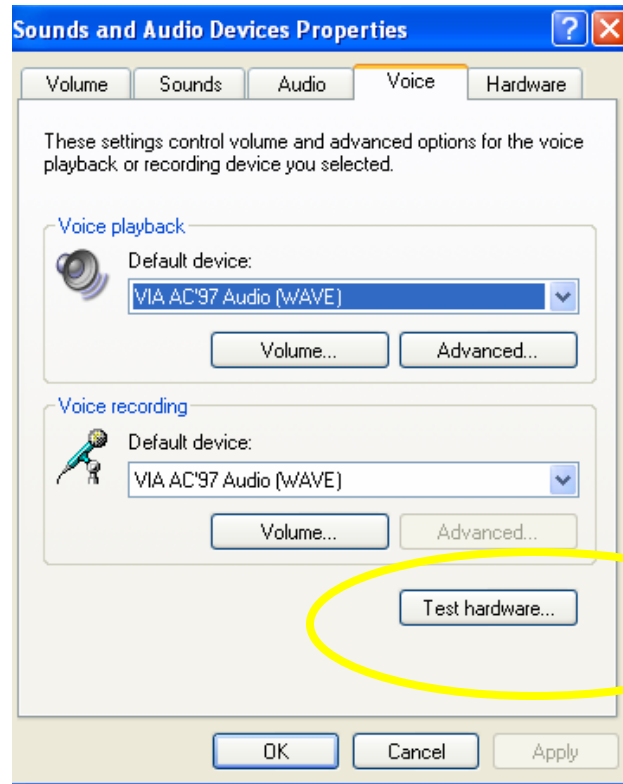 Sounds and Audio Devices Properties
Volume Sounds Audio Voice Hardware
These settings control volume and advanced options for the voice
playback or recording device you selected.
Voice playback
Default device:
VIA AC'97 Audio (WAVE)
Volume... Advanced...
Voice recording
Default device:
VIA AC'97 Audio (WAVE)
Volume... Advanced...
Test hardware...
OK Cancel Apply